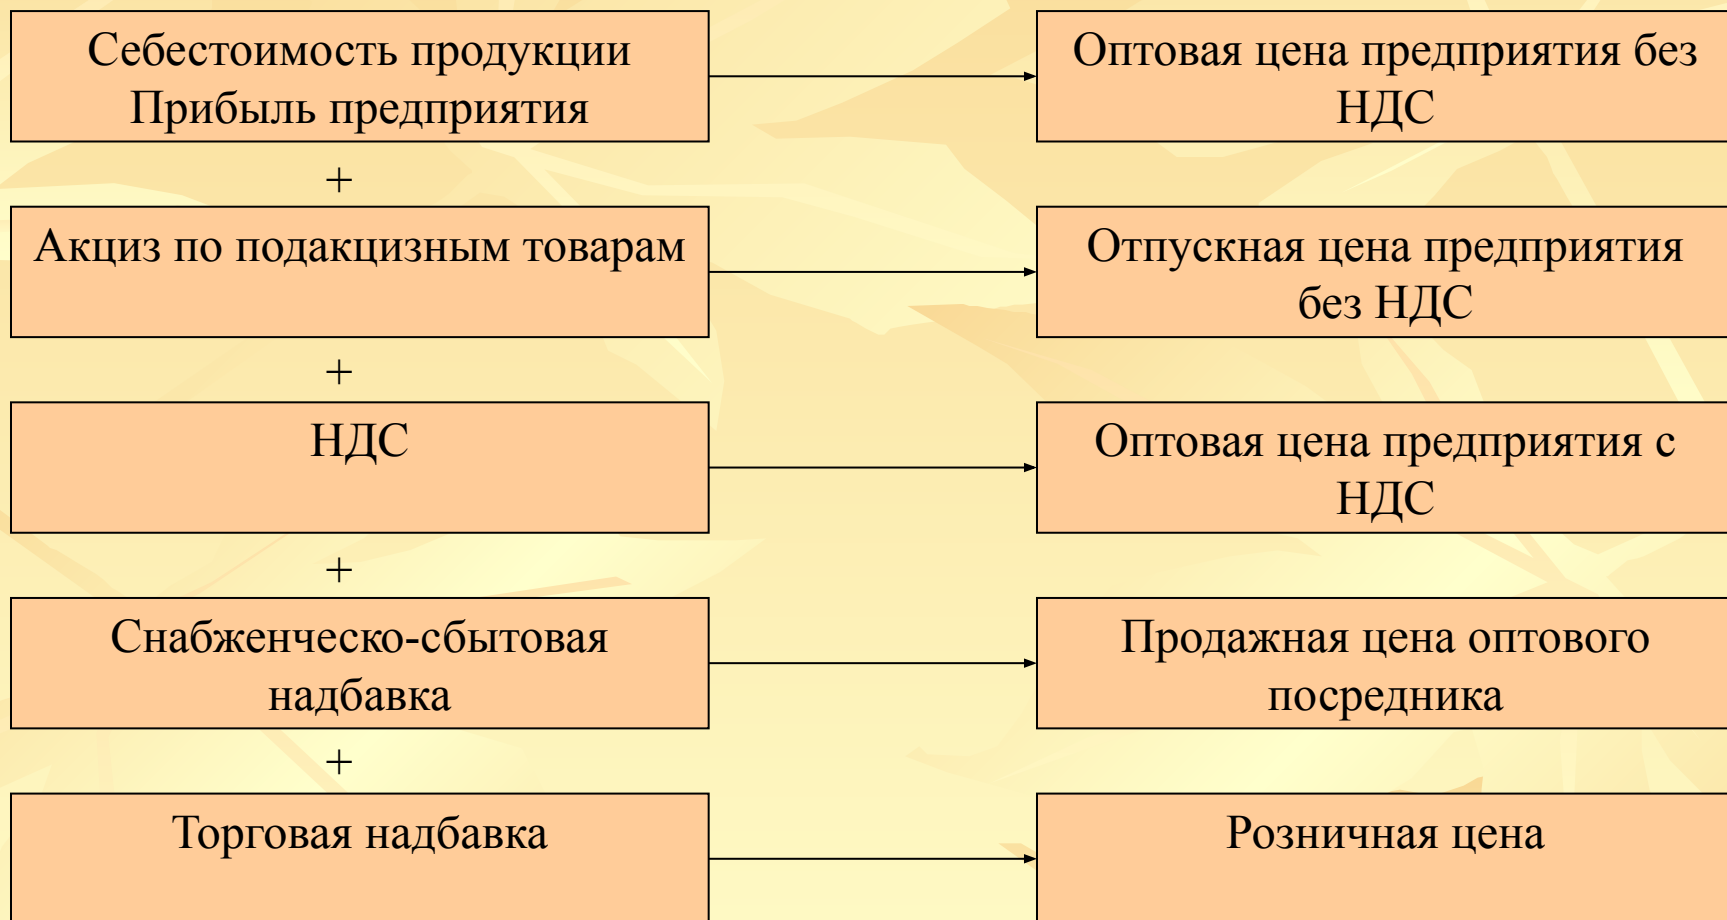 Себестоимость продукции
Прибыль предприятия
Оптовая цена предприятия без
НДС
+
Акциз по подакцизным товарам
Отпускная цена предприятия
без НДС
+
НДС
Оптовая цена предприятия с
НДС
+
Снабженческо-сбытовая
надбавка
Продажная цена оптового
посредника
+
Торговая надбавка
Розничная цена